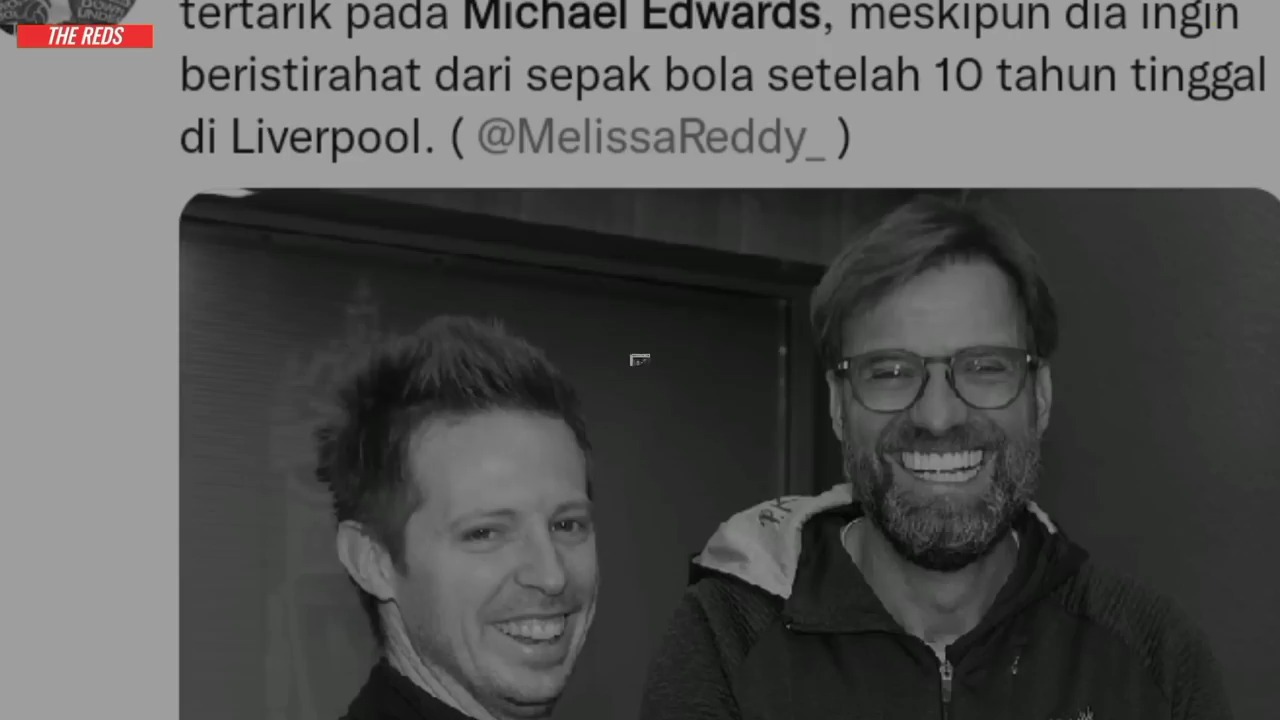 THE REDS
tertarik pada Michael Edwards, meskipun dia ingin
beristirahat dari sepak bola setelah 10 tahun tinggal
di Liverpool. ( @MelissaReddy_ )